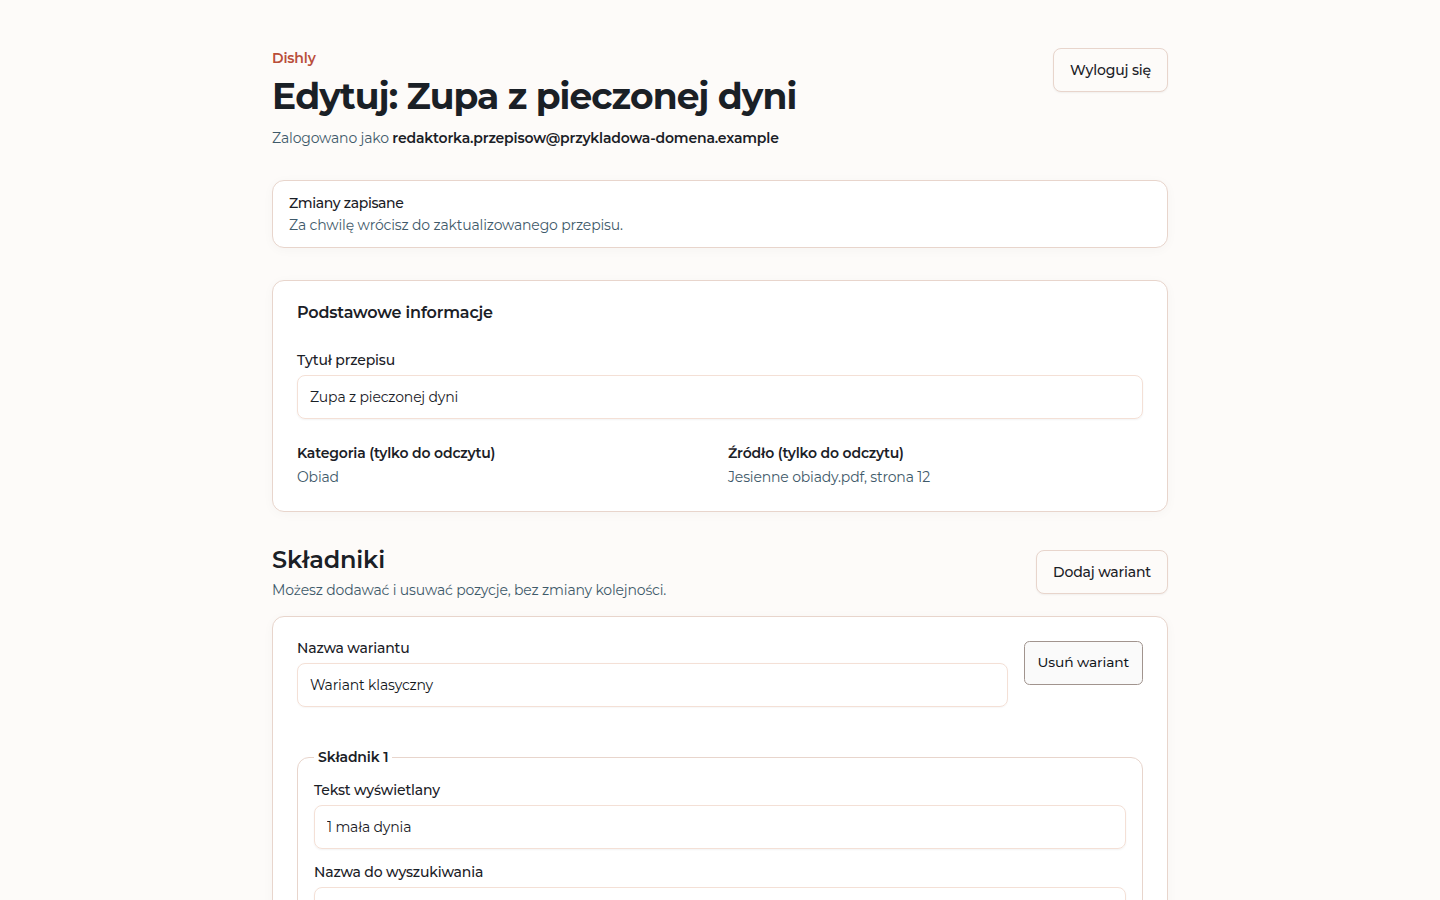 Dishly
Wyloguj się
Edytuj: Zupa z pieczonej dyni
Zalogowano jako redaktorka.przepisow@przykladowa-domena.example
Zmiany zapisane
Za chwilę wrócisz do zaktualizowanego przepisu.
Podstawowe informacje
Tytuł przepisu
Zupa z pieczonej dyni
Kategoria (tylko do odczytu)
Obiad
Źródło (tylko do odczytu)
Jesienne obiady.pdf, strona 12
Składniki
Możesz dodawać i usuwać pozycje, bez zmiany kolejności.
Dodaj wariant
Nazwa wariantu
Wariant klasyczny
Usuń wariant
Składnik 1
Tekst wyświetlany
1 mała dynia
Nazwa do wyszukiwania